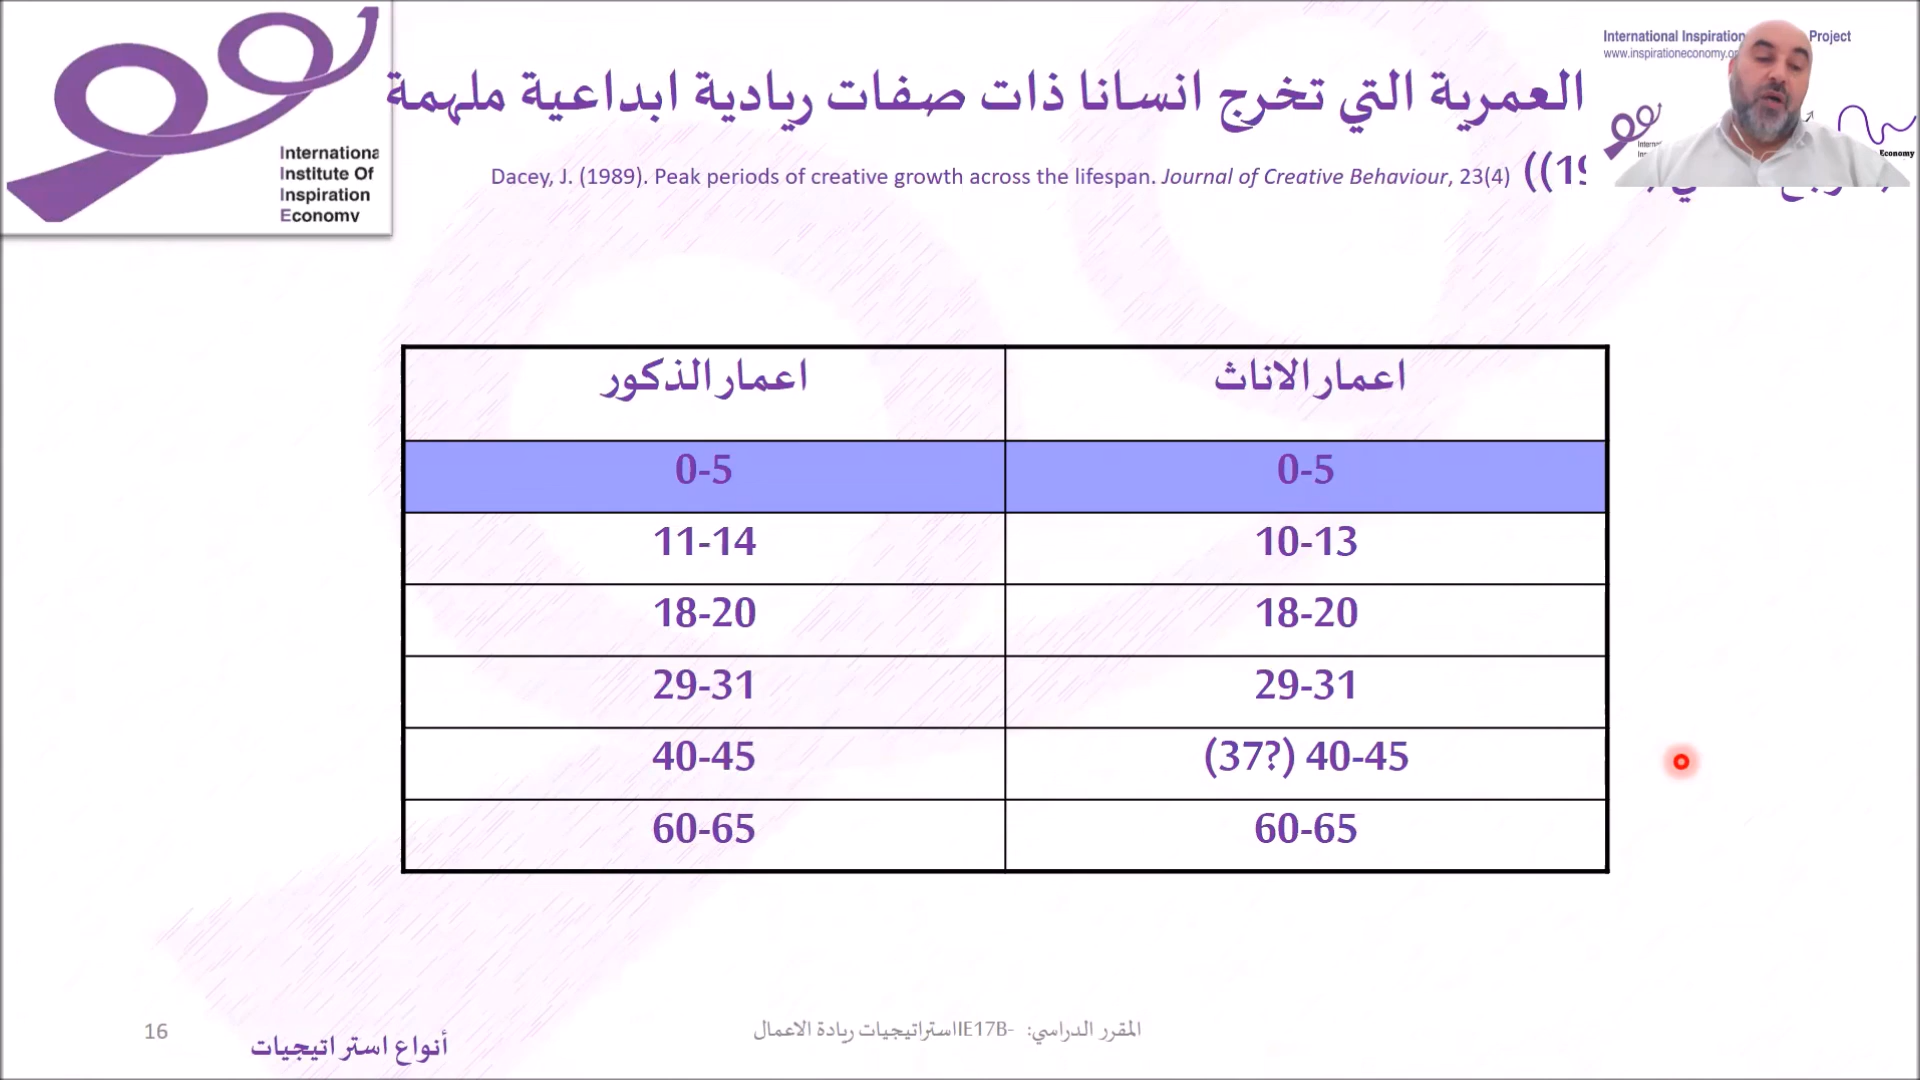 Internationa
Institute Of
Inspiration
Economy
International Inspiration Project
www.inspirationeconomy.o
Economy
العمرية التي تخرج انسانا ذات صفات ريادية ابداعية ملهمة
Dacey, J. (1989). Peak periods of creative growth across the lifespan. Journal of Creative Behaviour, 23(4)
اعمار الاناث اعمار الذكور
0-5 0-5
10-13 11-14
18-20 18-20
29-31 29-31
(37?) 40-45 40-45
60-65 60-65
المقرر الدراسي: IE17B- استراتيجيات ريادة الاعمال
أنواع استراتيجيات
16